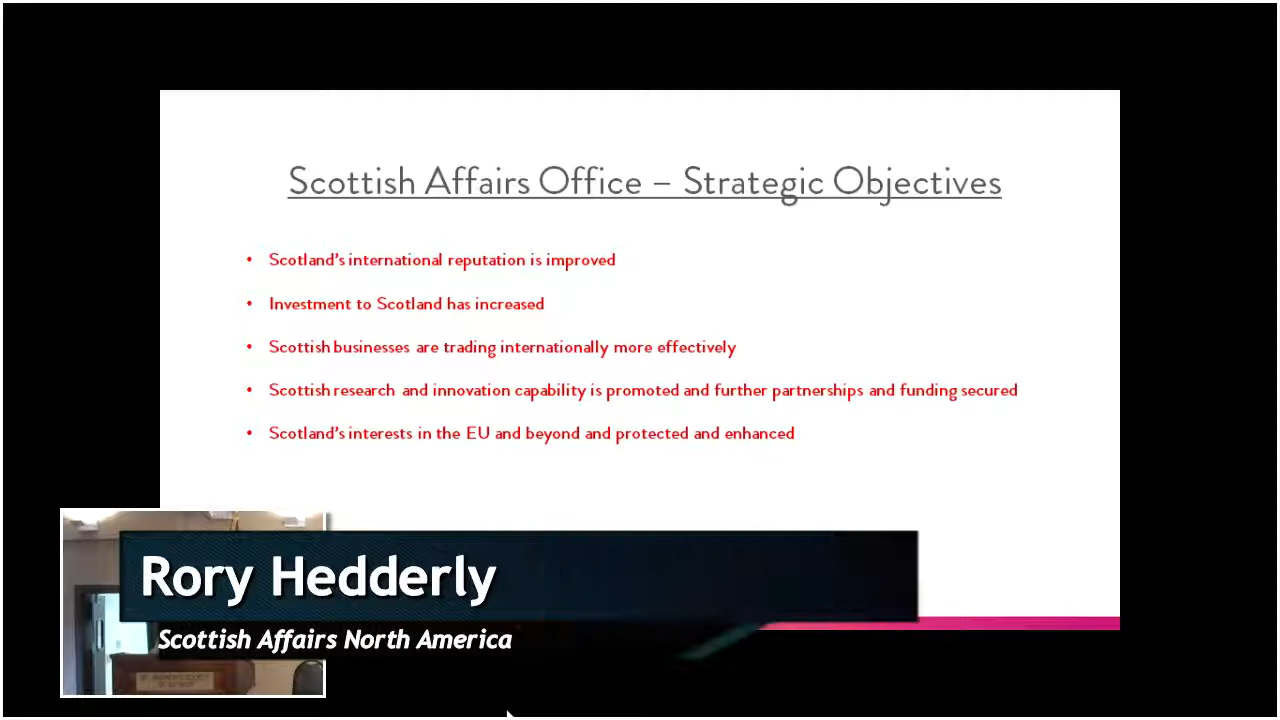 Scottish Affairs Office – Strategic Objectives
• Scotland's international reputation is improved
• Investment to Scotland has increased
• Scottish businesses are trading internationally more effectively
• Scottish research and innovation capability is promoted and further partnerships and funding secured
• Scotland's interests in the EU and beyond and protected and enhanced
Rory Hedderly
Scottish Affairs North America